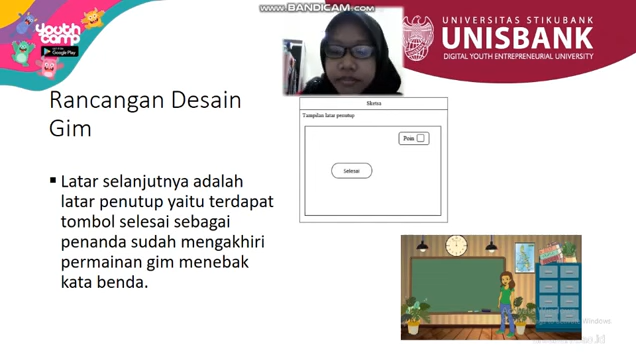 WWW.BANDICAM.COM
Youth
Camp
Google Play
UNIVERSITAS STIKUBANK
UNISBANK
DIGITAL YOUTH ENTREPRENEURIAL UNIVERSITY
Rancangan Desain
Gim
Latar selanjutnya adalah
latar penutup yaitu terdapat
tombol selesai sebagai
penanda sudah mengakhiri
permainan gim menebak
kata benda.
Sketsa
Tampilan latar penutup
Poin
Selesai